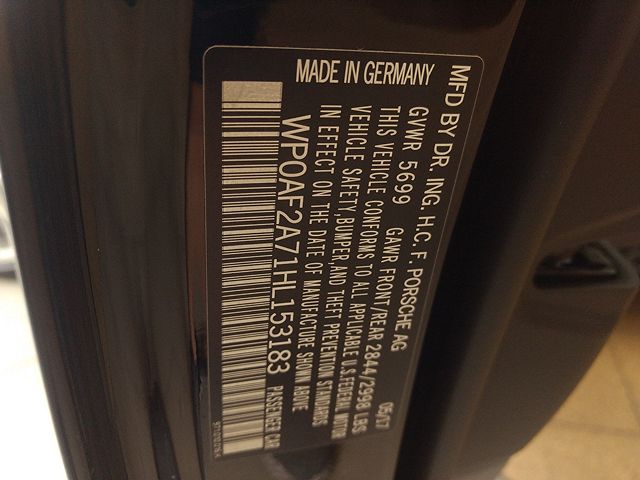 MFD BY DR. ING. H.C. F. PORSCHE AG 05/17
GVWR 5699 GAWR FRONT/REAR 2844/2998 LBS
THIS VEHICLE CONFORMS TO ALL APPLICABLE U.S. FEDERAL MOTOR
VEHICLE SAFETY, BUMPER, AND THEFT PREVENTION STANDARDS
IN EFFECT ON THE DATE OF MANUFACTURE SHOWN ABOVE
WP0AF2A71HL153183 PASSENGER CAR
MADE IN GERMANY